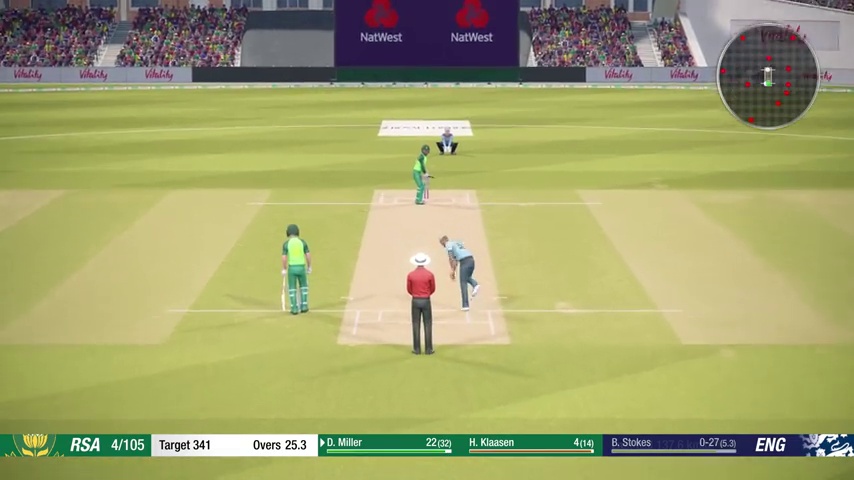 NatWest NatWest
Vitality Vitality Vitality Vitality Vitality
RSA 4/105 Target 341 Overs 25.3 D. Miller 22(32) H. Klaasen 4(14) B. Stokes 0-27(5.3) ENG